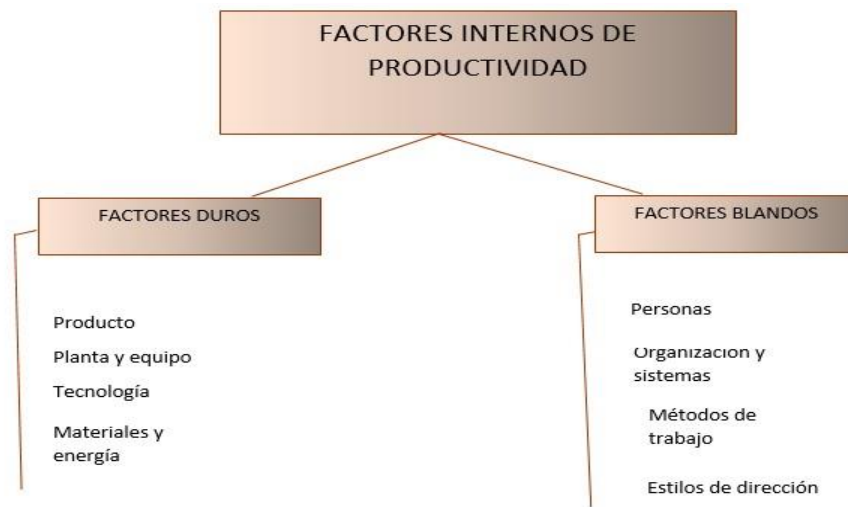 FACTORES INTERNOS DE
PRODUCTIVIDAD
FACTORES DUROS
Producto
Planta y equipo
Tecnología
Materiales y
energía
FACTORES BLANDOS
Personas
Organización y
sistemas
Métodos de
trabajo
Estilos de dirección